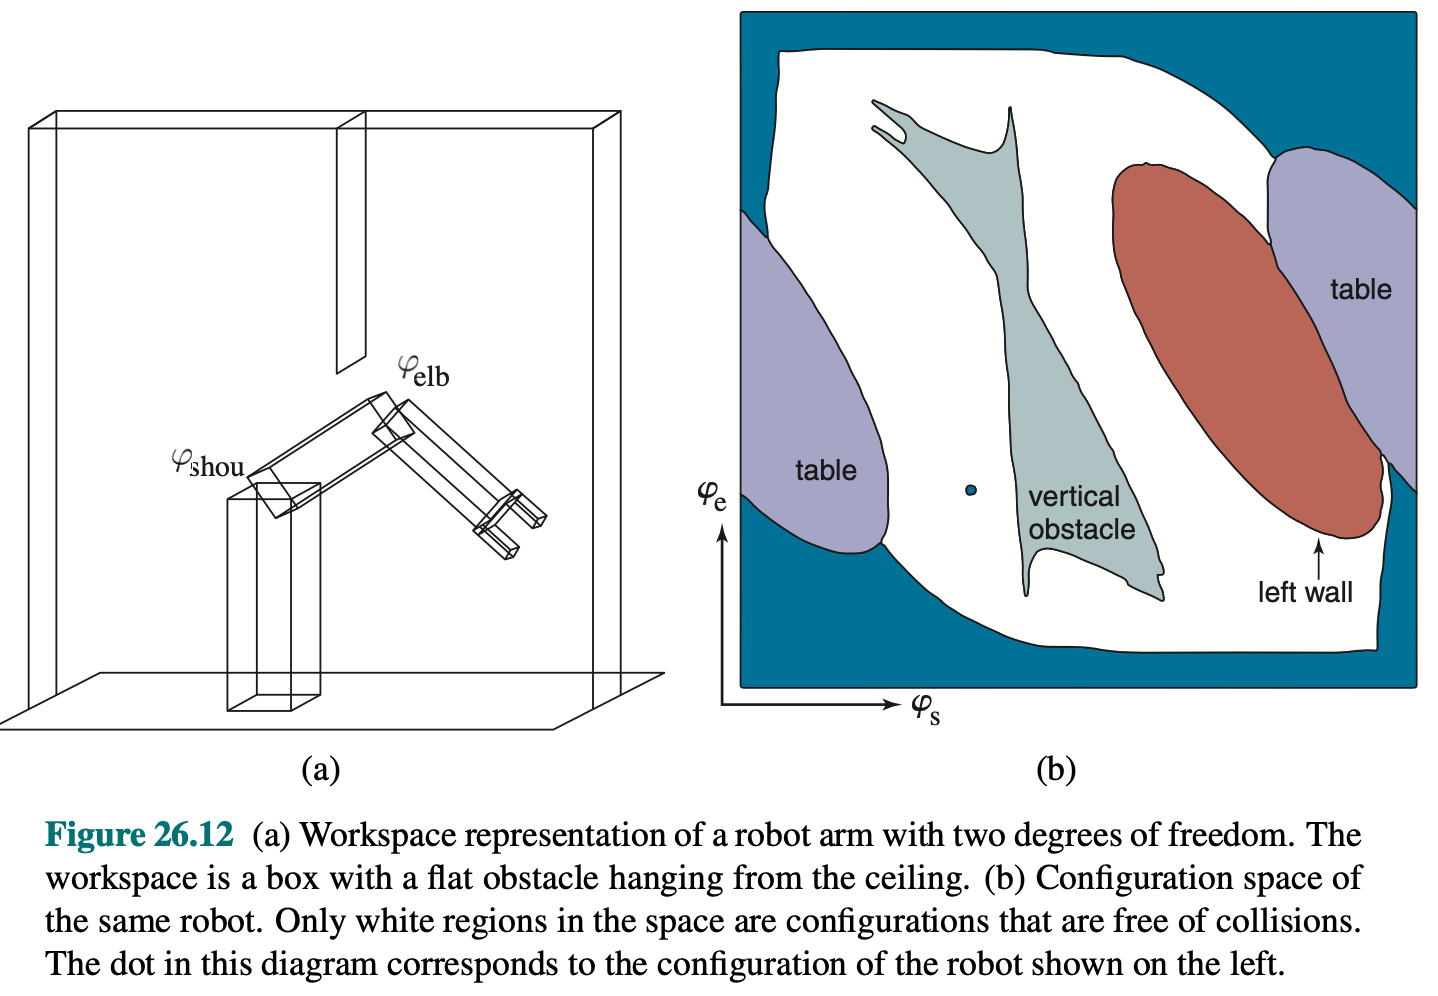 φelb
φshou
(a)
table
table
φe
vertical
obstacle
left wall
φs
(b)
Figure 26.12 (a) Workspace representation of a robot arm with two degrees of freedom. The
workspace is a box with a flat obstacle hanging from the ceiling. (b) Configuration space of
the same robot. Only white regions in the space are configurations that are free of collisions.
The dot in this diagram corresponds to the configuration of the robot shown on the left.